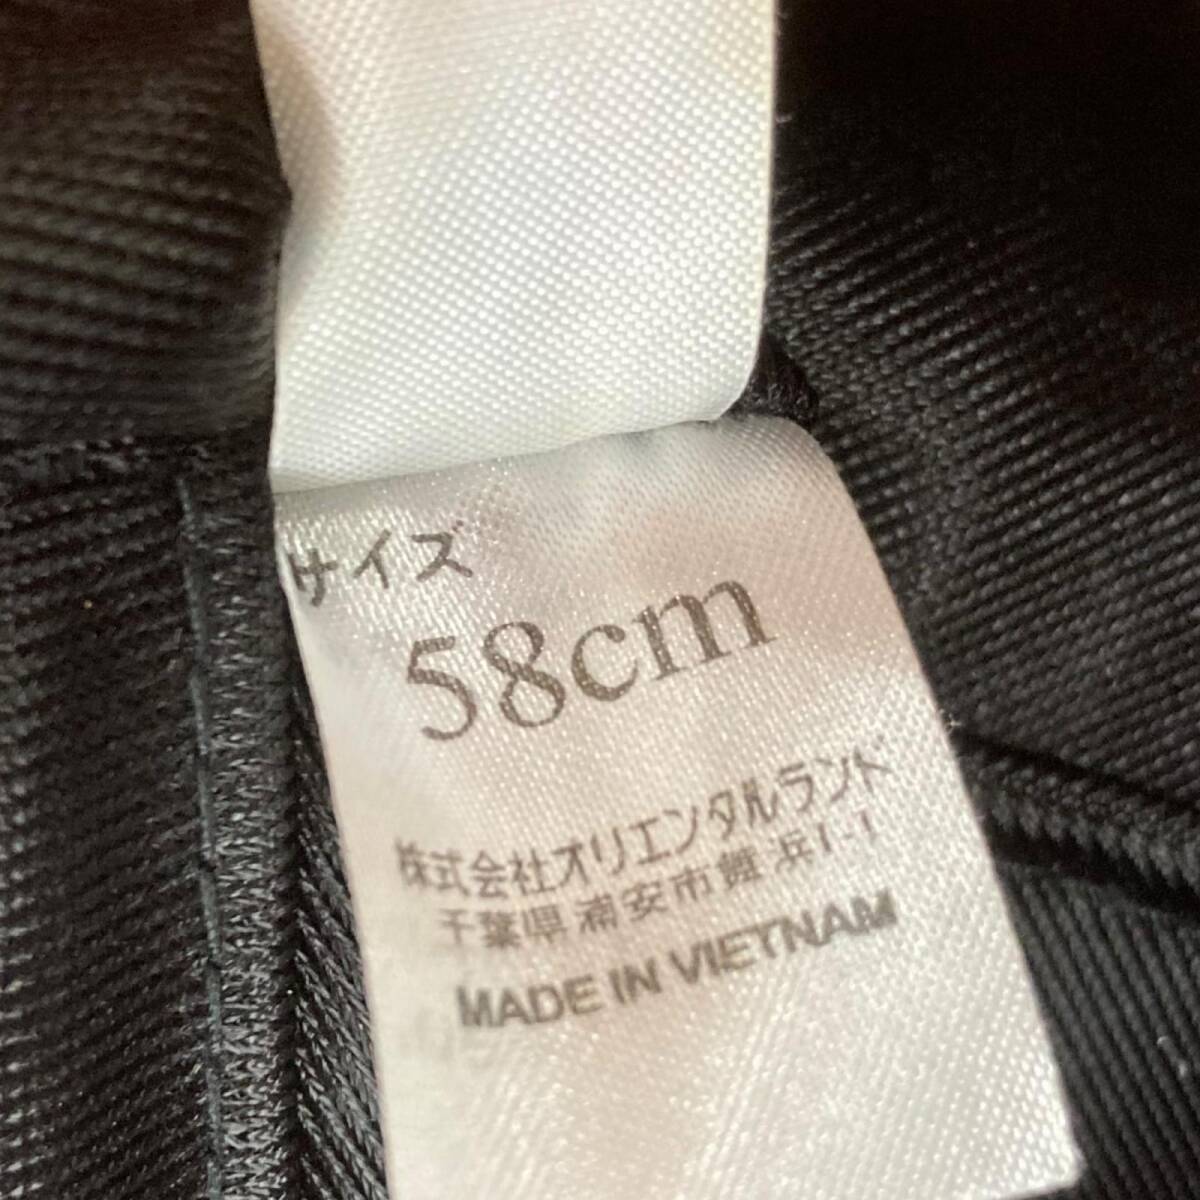 サイズ
58cm
株式会社オリエンタルランド
千葉県浦安市舞浜1-1
MADE IN VIETNAM